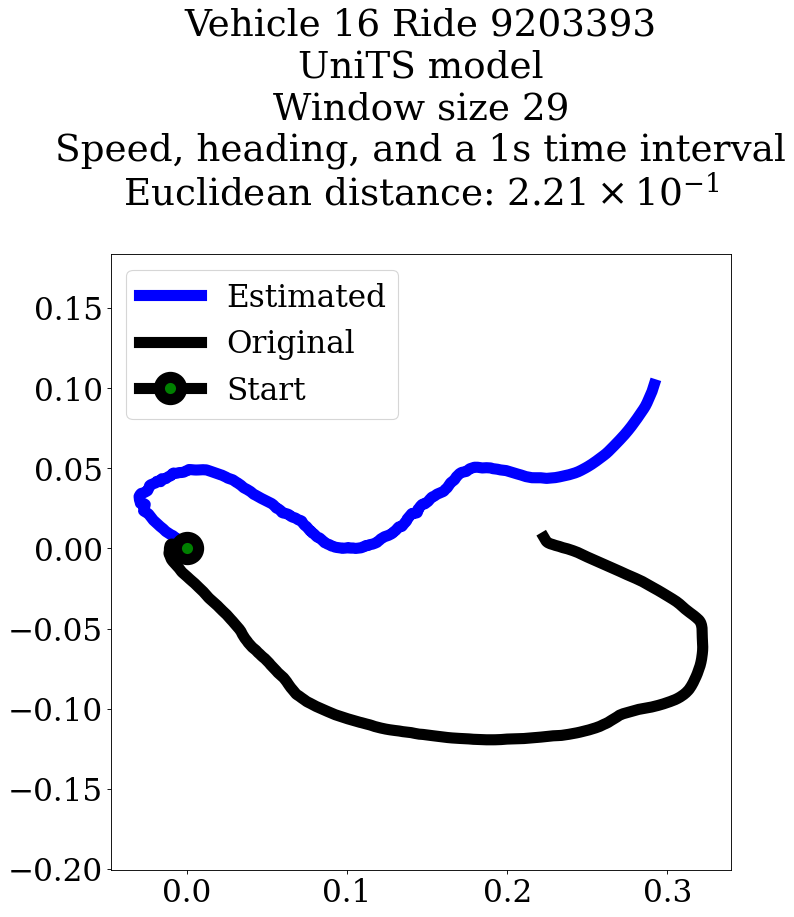 Vehicle 16 Ride 9203393
UniTS model
Window size 29
Speed, heading, and a 1s time interval
Euclidean distance: 2.21 × 10⁻¹
Estimated
Original
Start
0.15
0.10
0.05
0.00
−0.05
−0.10
−0.15
−0.20
0.0 0.1 0.2 0.3